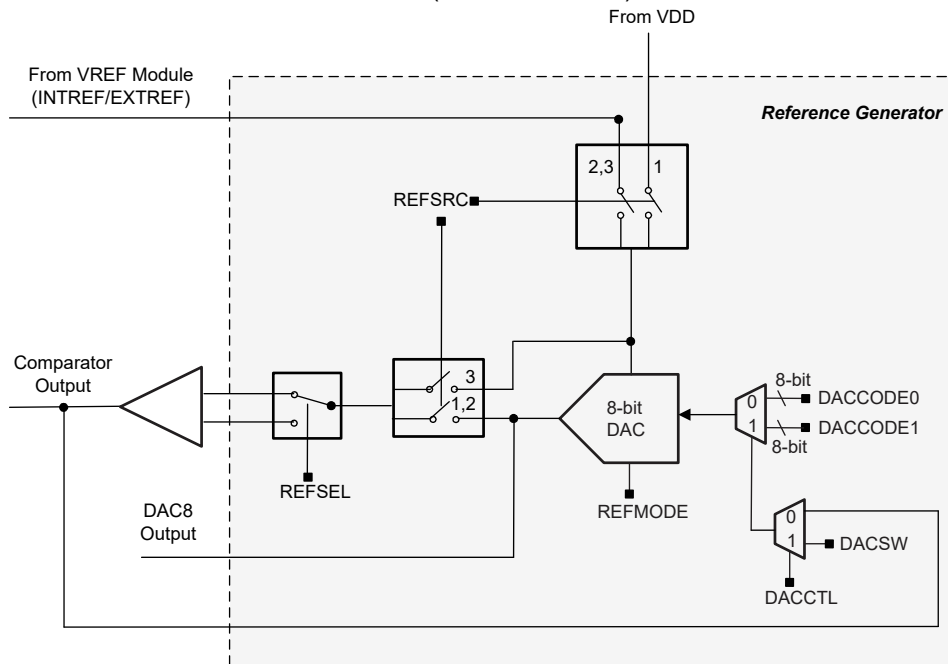 From VDD
From VREF Module
(INTREF/EXTREF)
Reference Generator
2,3
1
REFSRC
Comparator
Output
3
1,2
8-bit
DAC
0
1
8-bit
DACCODE0
DACCODE1
8-bit
REFSEL
REFMODE
DAC8
Output
0
1
DACSW
DACCTL